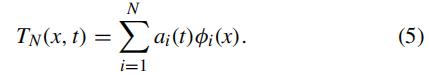 T_N(x, t) = \sum_{i=1}^{N} a_i(t)\phi_i(x). (5)